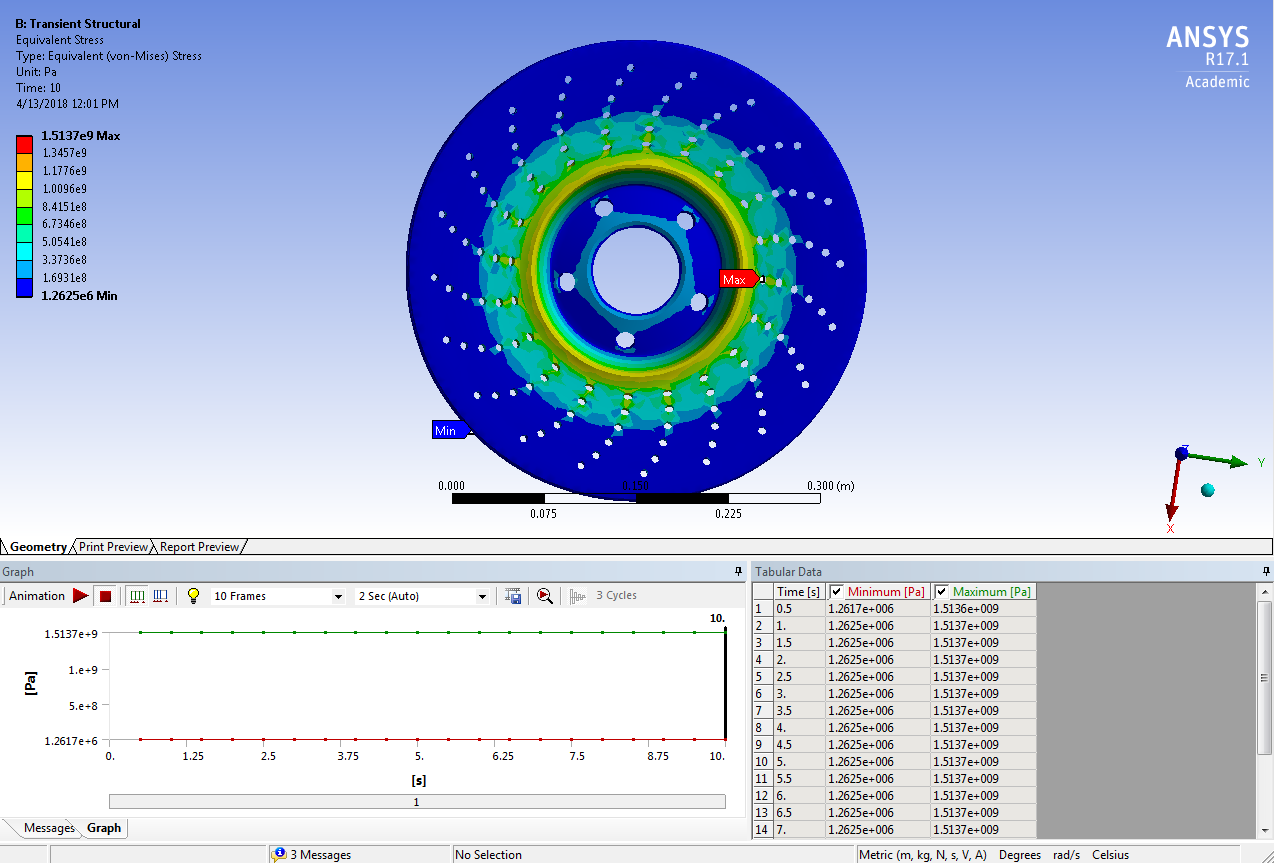 B: Transient Structural
Equivalent Stress
Type: Equivalent (von-Mises) Stress
Unit: Pa
Time: 10
4/13/2018 12:01 PM
1.5137e9 Max
1.3457e9
1.1776e9
1.0096e9
8.4151e8
6.7346e8
5.0541e8
3.3736e8
1.6931e8
1.2625e6 Min
ANSYS
R17.1
Academic
Max
Min
0.000 0.150 0.300 (m)
0.075 0.225
Z
Y
X
Geometry Print Preview Report Preview
Graph
Animation 10 Frames 2 Sec (Auto) 3 Cycles
10.
1.5137e+9
1.e+9
5.e+8
1.2617e+6
[Pa]
0. 1.25 2.5 3.75 5. 6.25 7.5 8.75 10.
[s]
1
Messages Graph
Tabular Data
Time [s] Minimum [Pa] Maximum [Pa]
1 0.5 1.2617e+006 1.5136e+009
2 1. 1.2625e+006 1.5137e+009
3 1.5 1.2625e+006 1.5137e+009
4 2. 1.2625e+006 1.5137e+009
5 2.5 1.2625e+006 1.5137e+009
6 3. 1.2625e+006 1.5137e+009
7 3.5 1.2625e+006 1.5137e+009
8 4. 1.2625e+006 1.5137e+009
9 4.5 1.2625e+006 1.5137e+009
10 5. 1.2625e+006 1.5137e+009
11 5.5 1.2625e+006 1.5137e+009
12 6. 1.2625e+006 1.5137e+009
13 6.5 1.2625e+006 1.5137e+009
14 7. 1.2625e+006 1.5137e+009
3 Messages No Selection Metric (m, kg, N, s, V, A) Degrees rad/s Celsius